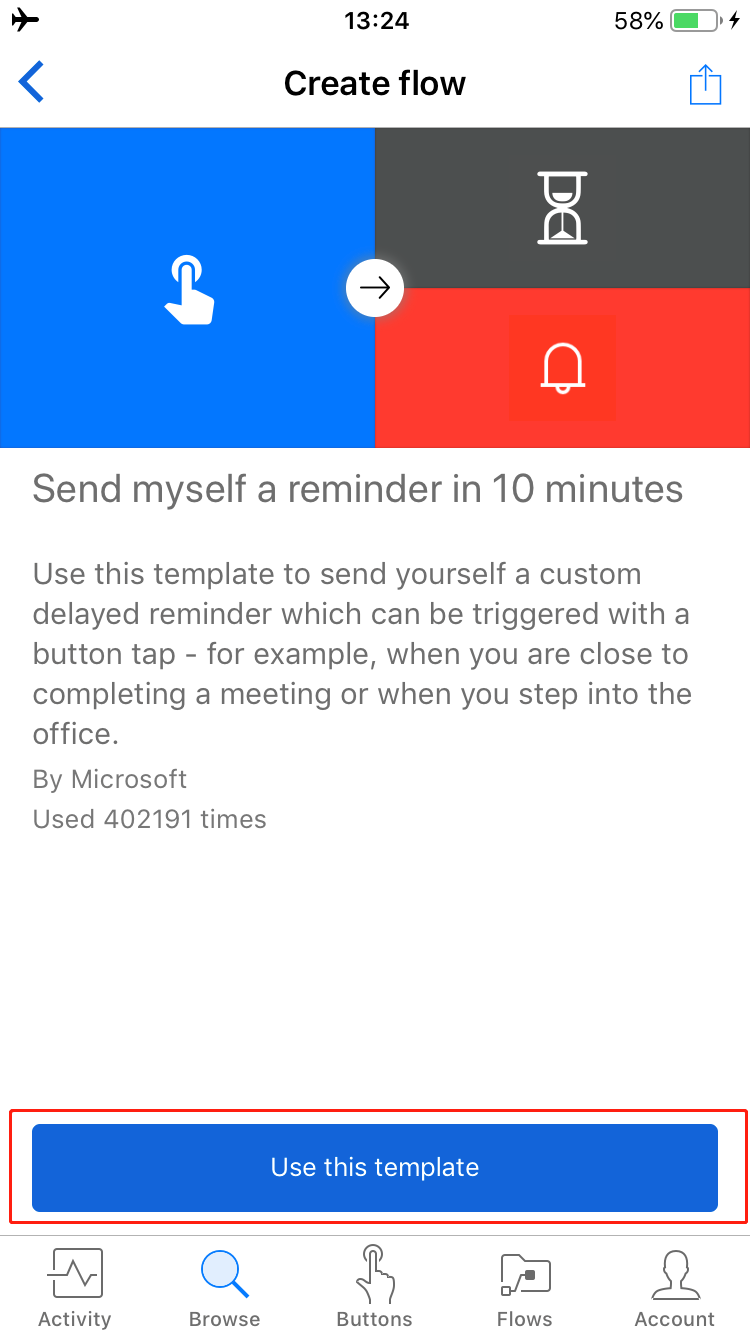 13:24
58%
Create flow
Send myself a reminder in 10 minutes
Use this template to send yourself a custom
delayed reminder which can be triggered with a
button tap - for example, when you are close to
completing a meeting or when you step into the
office.
By Microsoft
Used 402191 times
Use this template
Activity
Browse
Buttons
Flows
Account